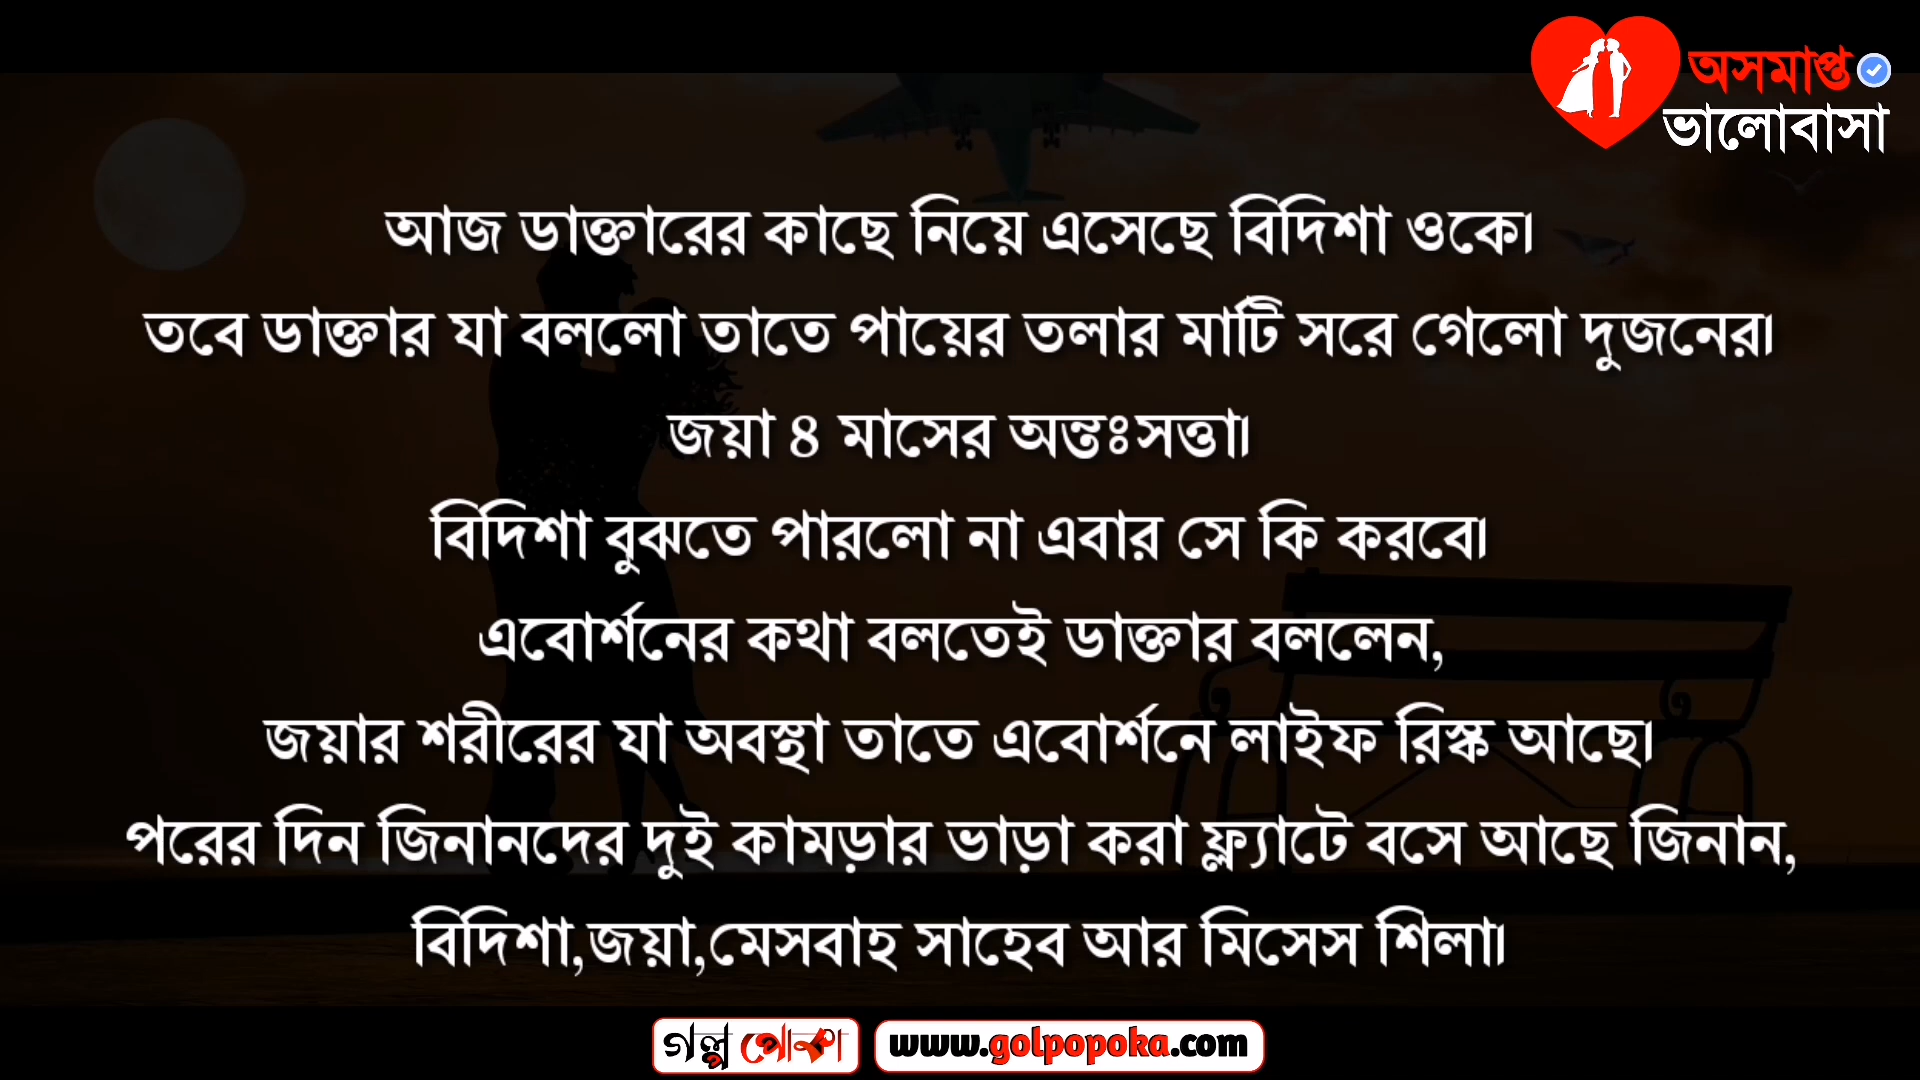 অসমাপ্ত
ভালোবাসা
আজ ডাক্তারের কাছে নিয়ে এসেছে বিদিশা ওকে।
তবে ডাক্তার যা বললো তাতে পায়ের তলার মাটি সরে গেলো দুজনের।
জয়া ৪ মাসের অন্তঃসত্তা।
বিদিশা বুঝতে পারলো না এবার সে কি করবে।
এবোর্শনের কথা বলতেই ডাক্তার বললেন,
জয়ার শরীরের যা অবস্থা তাতে এবোর্শনে লাইফ রিস্ক আছে।
পরের দিন জিনানদের দুই কামড়ার ভাড়া করা ফ্ল্যাটে বসে আছে জিনান,
বিদিশা,জয়া,মেসবাহ সাহেব আর মিসেস শিলা।
গল্প পোকা
www.golpopoka.com